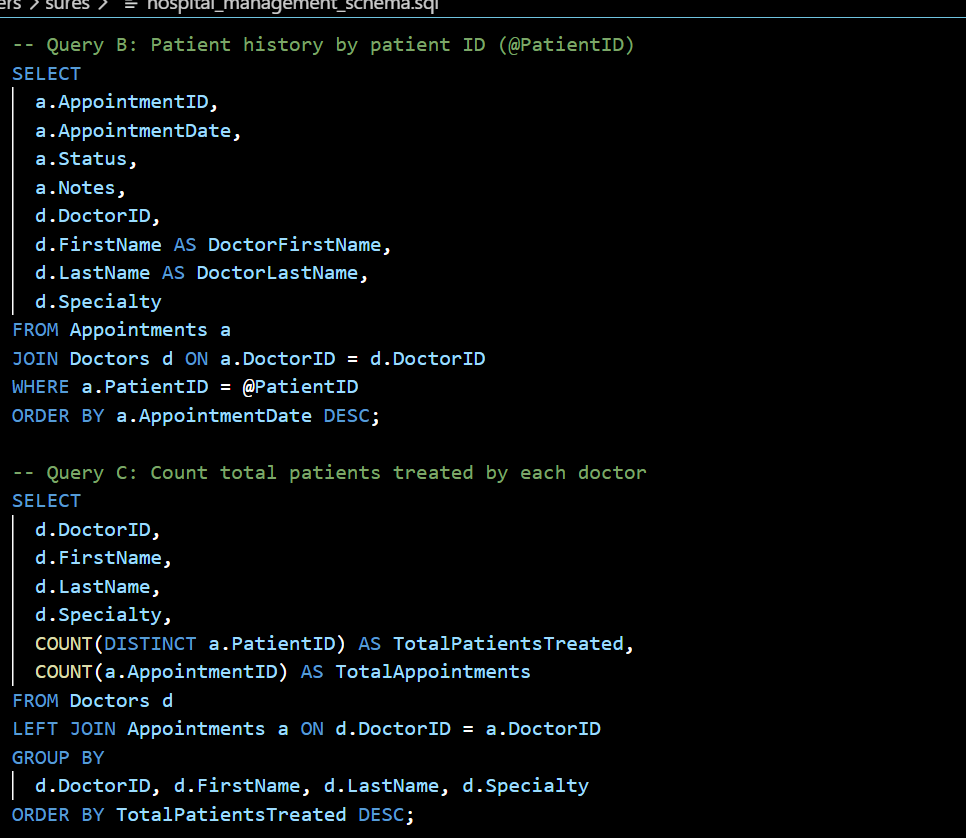 sures > hospital_management_schema.sql
-- Query B: Patient history by patient ID (@PatientID)
SELECT
a.AppointmentID,
a.AppointmentDate,
a.Status,
a.Notes,
d.DoctorID,
d.FirstName AS DoctorFirstName,
d.LastName AS DoctorLastName,
d.Specialty
FROM Appointments a
JOIN Doctors d ON a.DoctorID = d.DoctorID
WHERE a.PatientID = @PatientID
ORDER BY a.AppointmentDate DESC;
-- Query C: Count total patients treated by each doctor
SELECT
d.DoctorID,
d.FirstName,
d.LastName,
d.Specialty,
COUNT(DISTINCT a.PatientID) AS TotalPatientsTreated,
COUNT(a.AppointmentID) AS TotalAppointments
FROM Doctors d
LEFT JOIN Appointments a ON d.DoctorID = a.DoctorID
GROUP BY
d.DoctorID, d.FirstName, d.LastName, d.Specialty
ORDER BY TotalPatientsTreated DESC;